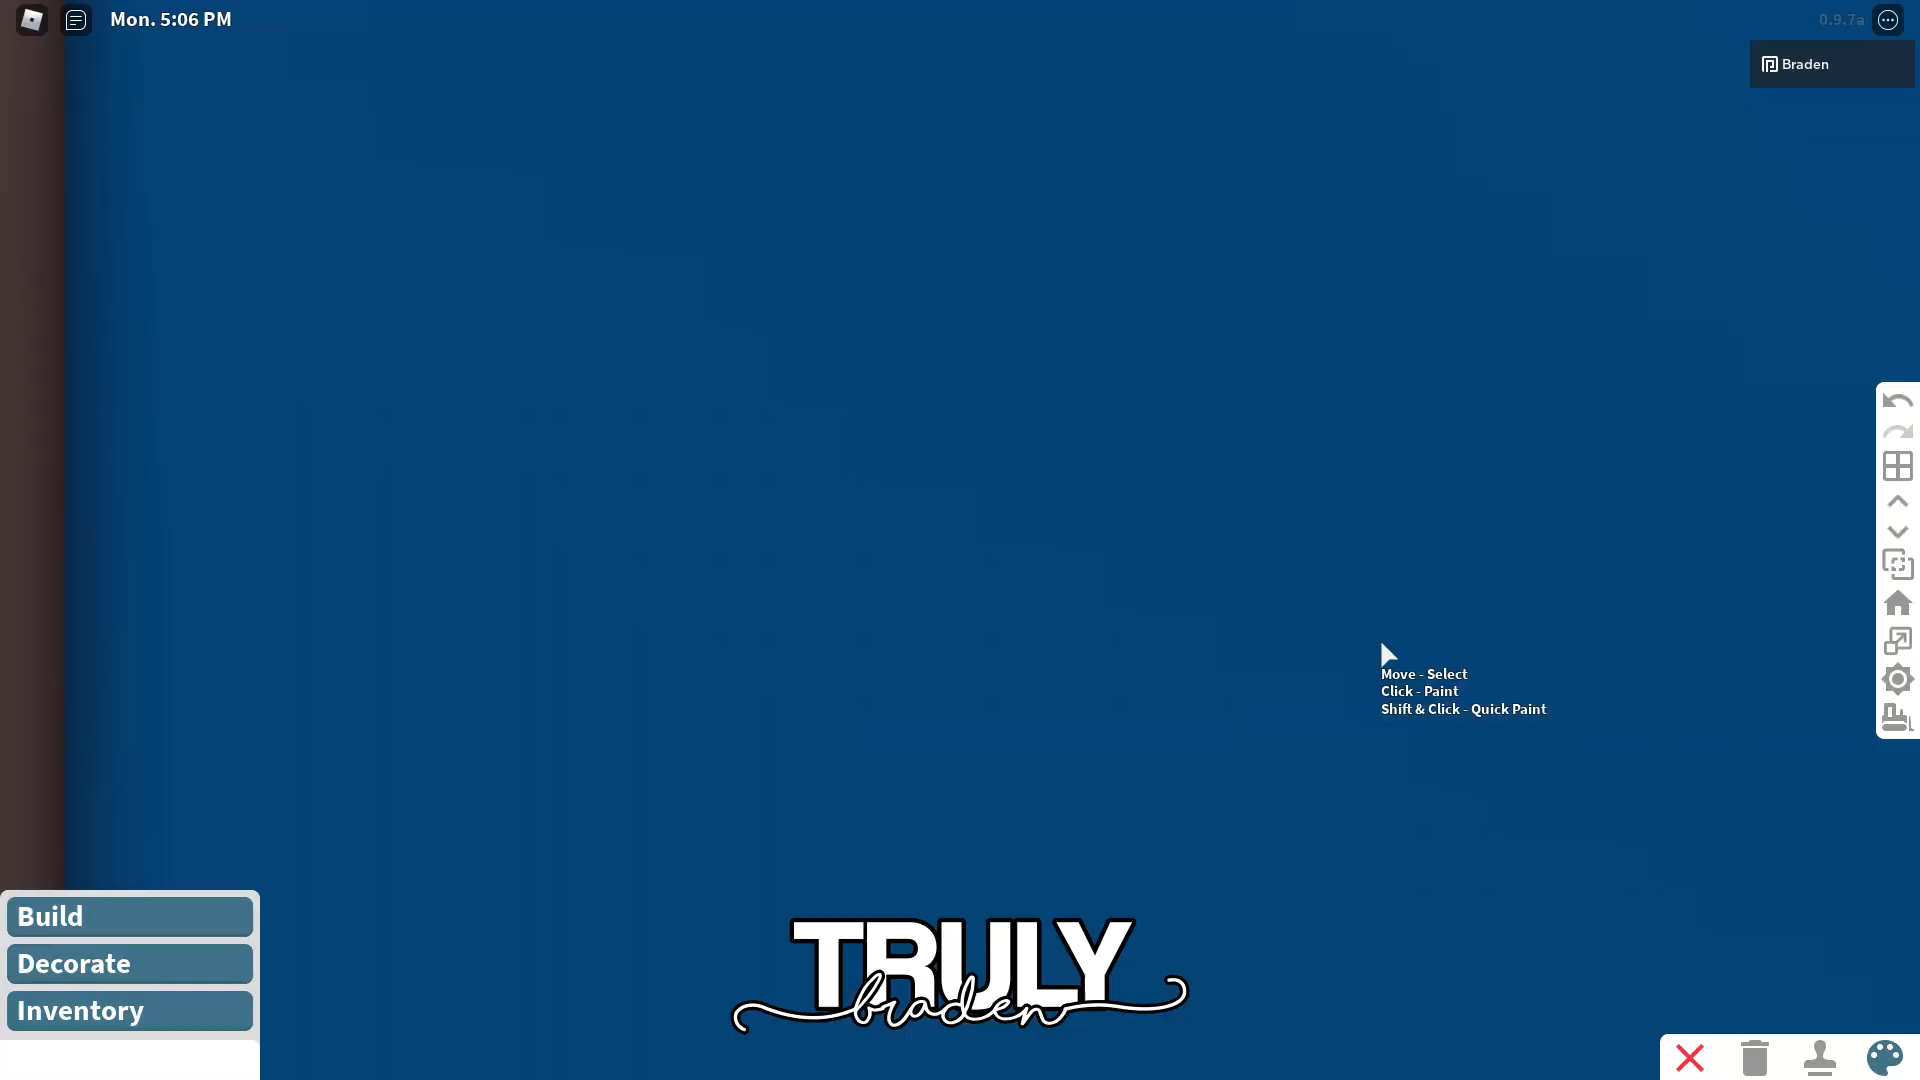 Mon. 5:06 PM
0.9.7a
Braden
Move - Select
Click - Paint
Shift & Click - Quick Paint
Build
Decorate
Inventory
TRULY
braden